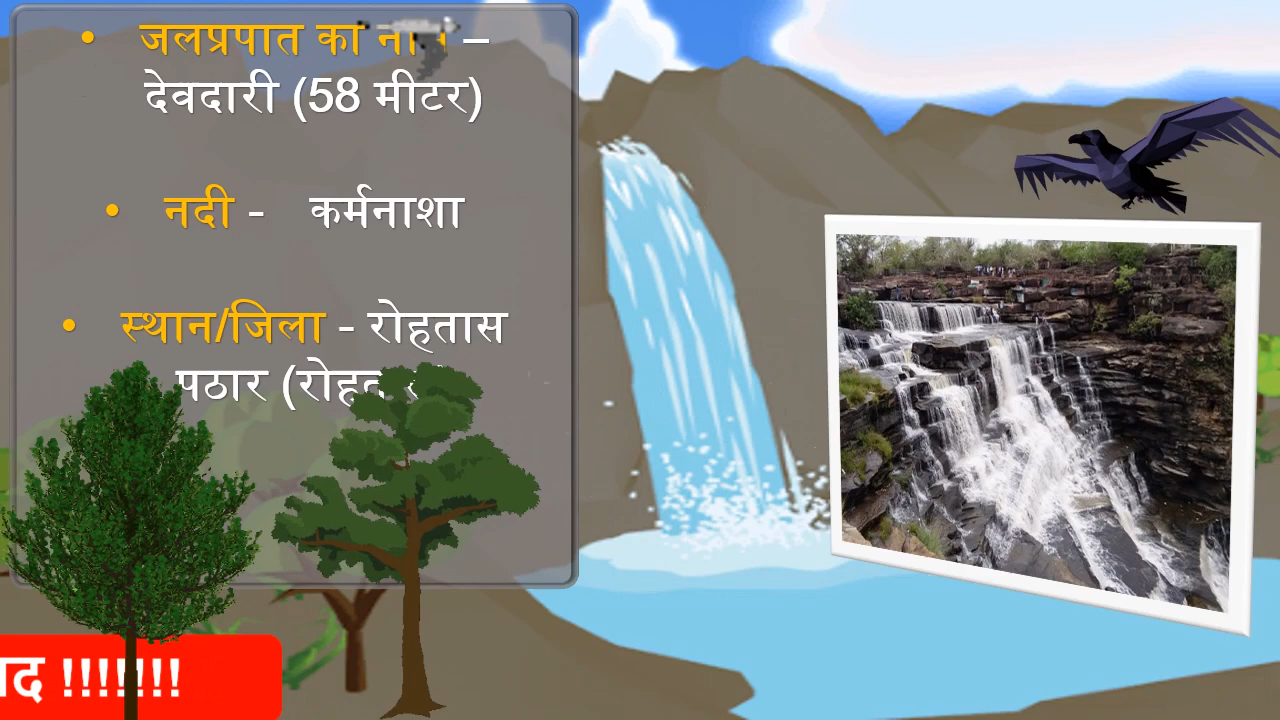 • जलप्रपात का –
देवदारी (58 मीटर)
• नदी - कर्मनाशा
• स्थान/जिला - रोहतास
पठार
!!!!!!!